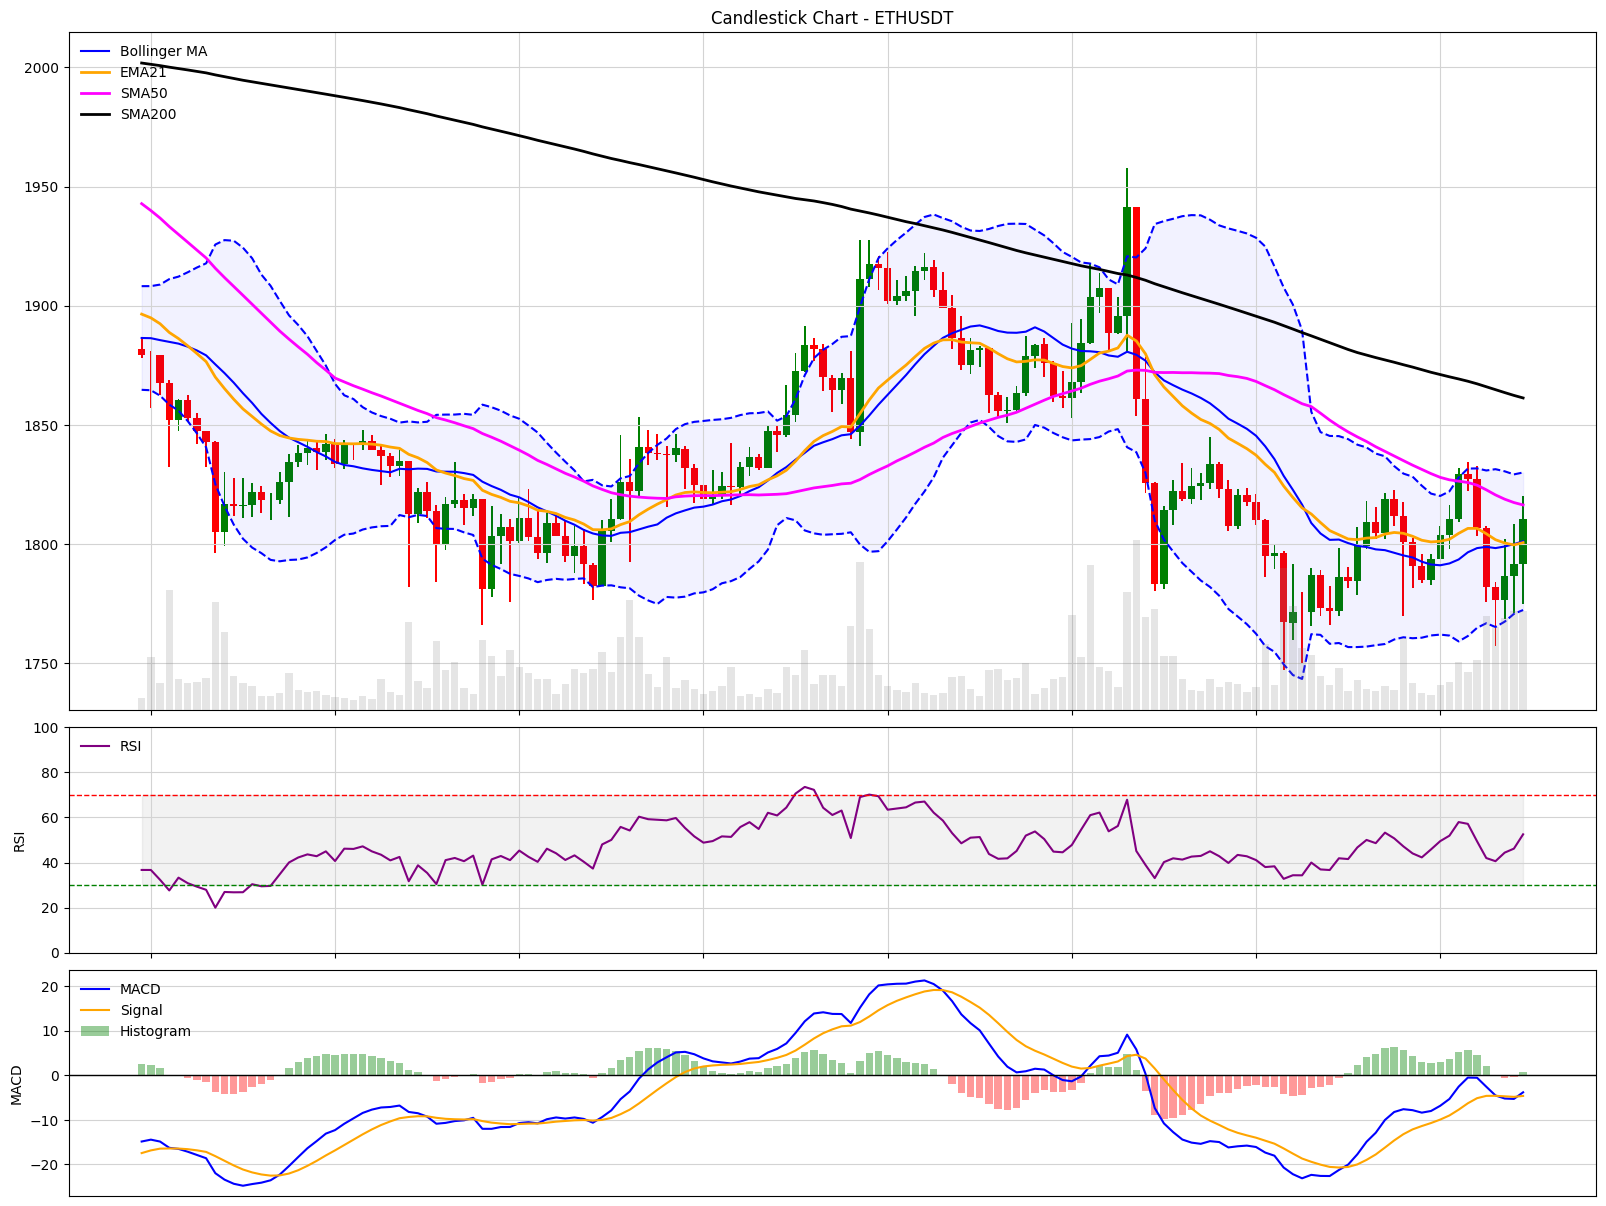 Candlestick Chart - ETHUSDT
Bollinger MA
EMA21
SMA50
SMA200
2000
1950
1900
1850
1800
1750
RSI
100
80
60
40
20
0
RSI
MACD
Signal
Histogram
20
10
0
−10
−20
MACD